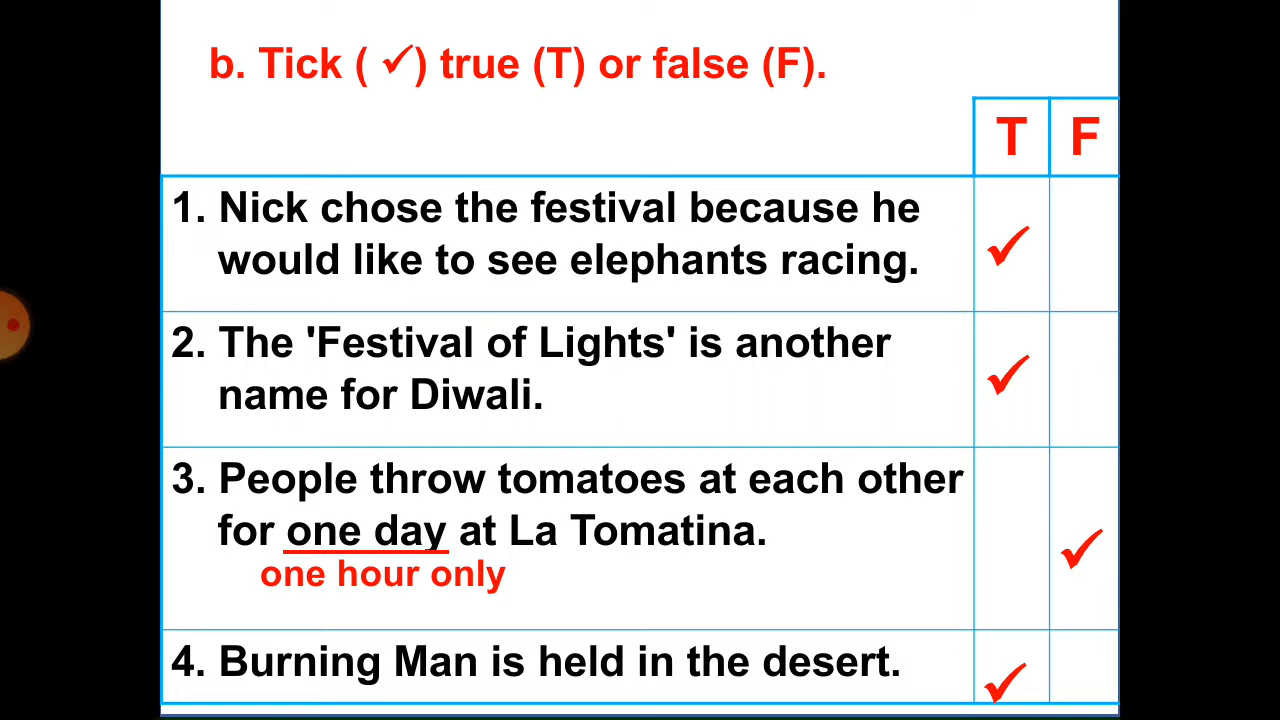 b. Tick ( ✓) true (T) or false (F).
T F
1. Nick chose the festival because he
would like to see elephants racing.
✓
2. The 'Festival of Lights' is another
name for Diwali.
✓
3. People throw tomatoes at each other
for one day at La Tomatina.
✓
one hour only
4. Burning Man is held in the desert.
✓